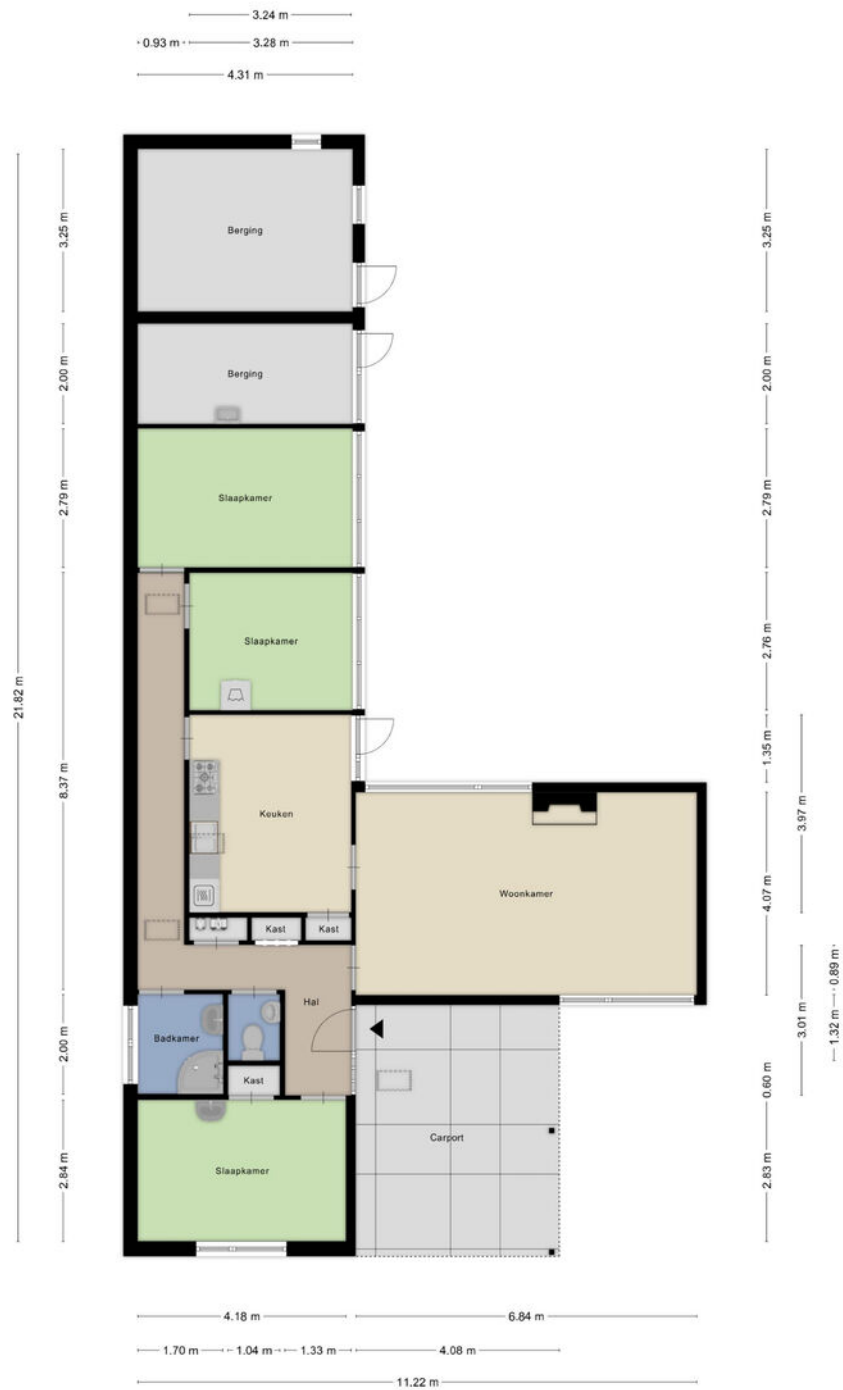 3.24 m
0.93 m
3.28 m
4.31 m
Berging
3.25 m
3.25 m
Berging
2.00 m
2.00 m
Slaapkamer
2.79 m
2.79 m
Slaapkamer
2.76 m
21.82 m
8.37 m
1.35 m
Keuken
3.97 m
Woonkamer
4.07 m
Kast
Kast
0.89 m
Hal
3.01 m
1.32 m
Badkamer
2.00 m
Kast
0.60 m
Carport
Slaapkamer
2.84 m
2.83 m
4.18 m
6.84 m
1.70 m
1.04 m
1.33 m
4.08 m
11.22 m